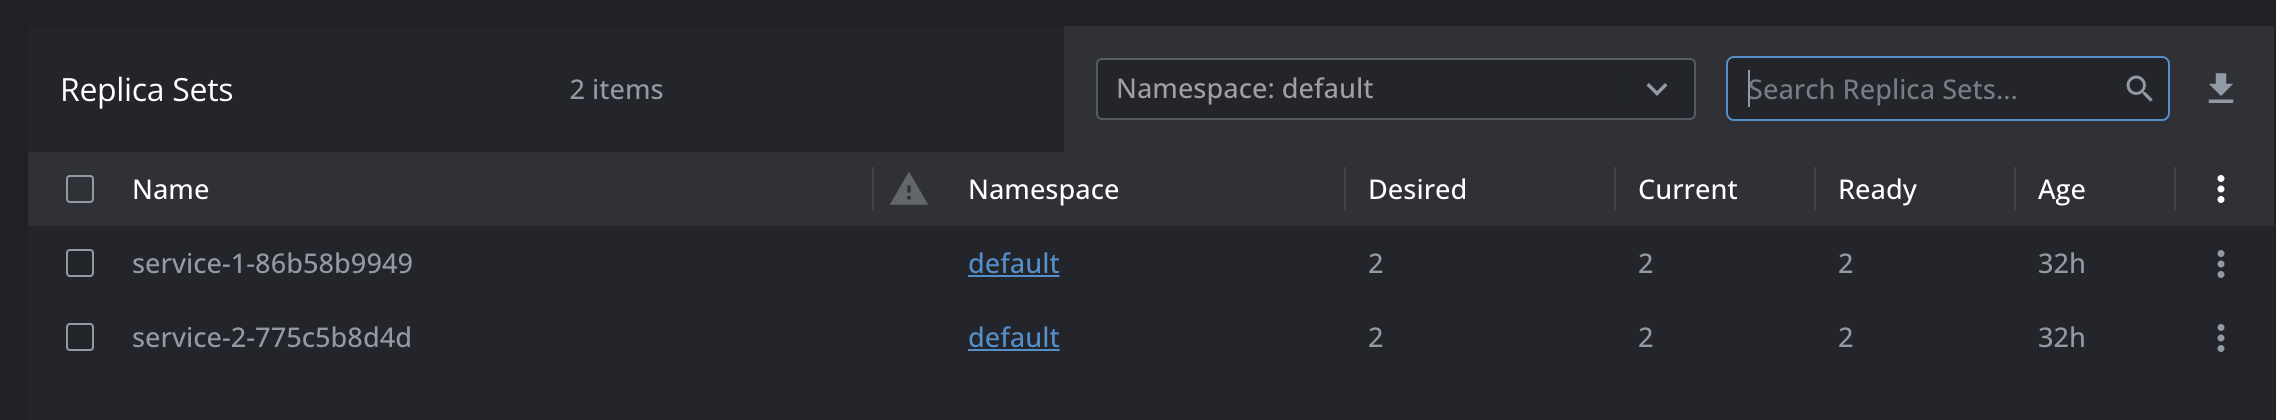 Replica Sets 2 items Namespace: default Search Replica Sets...
Name Namespace Desired Current Ready Age
service-1-86b58b9949 default 2 2 2 32h
service-2-775c5b8d4d default 2 2 2 32h